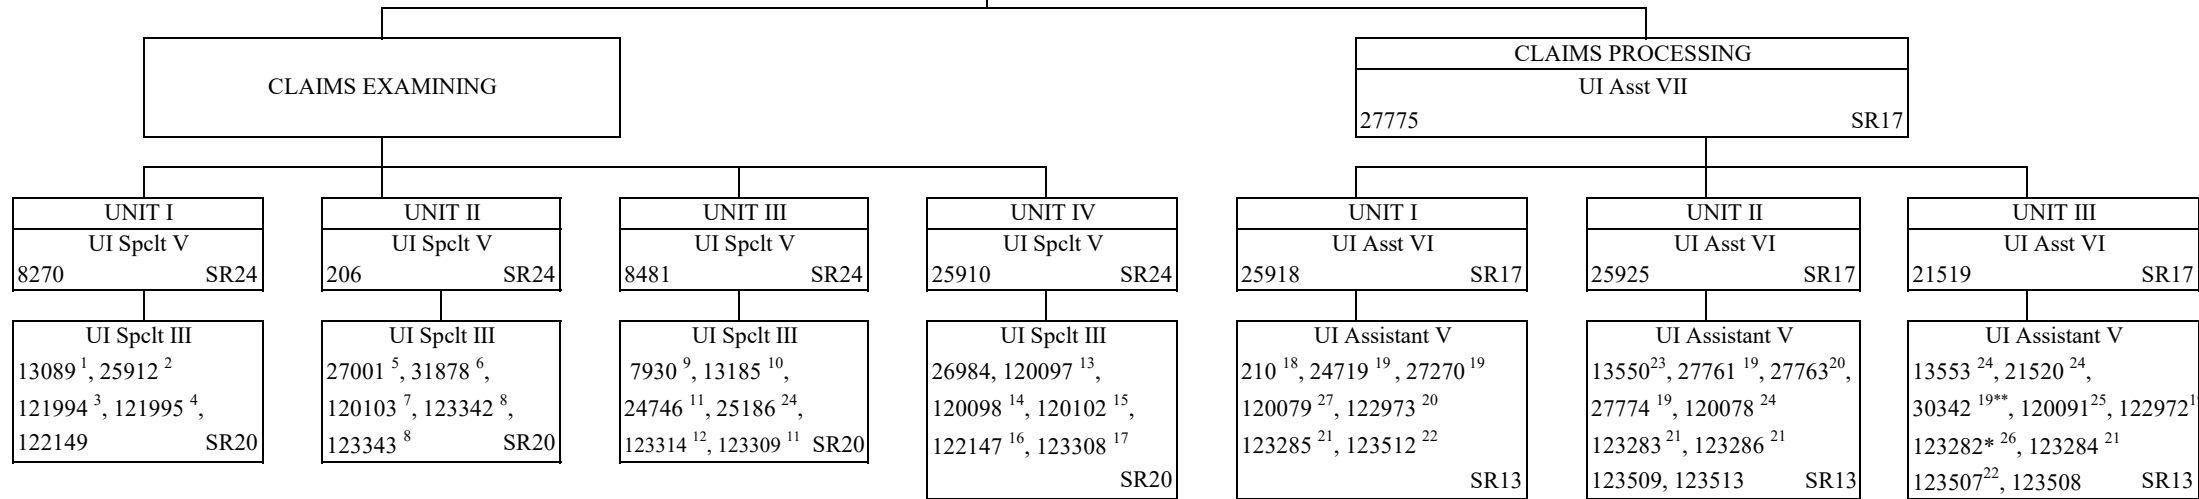 CLAIMS EXAMINING
CLAIMS PROCESSING
UI Asst VII
27775 SR17
UNIT I
UI Spclt V
8270 SR24
UI Spclt III
13089 1, 25912 2
121994 3, 121995 4,
122149 SR20
UNIT II
UI Spclt V
206 SR24
UI Spclt III
27001 5, 31878 6,
120103 7, 123342 8,
123343 8 SR20
UNIT III
UI Spclt V
8481 SR24
UI Spclt III
7930 9, 13185 10,
24746 11, 25186 24,
123314 12, 123309 11 SR20
UNIT IV
UI Spclt V
25910 SR24
UI Spclt III
26984, 120097 13,
120098 14, 120102 15,
122147 16, 123308 17
SR20
UNIT I
UI Asst VI
25918 SR17
UI Assistant V
210 18, 24719 19, 27270 19
120079 27, 122973 20
123285 21, 123512 22
SR13
UNIT II
UI Asst VI
25925 SR17
UI Assistant V
13550 23, 27761 19, 27763 20,
27774 19, 120078 24
123283 21, 123286 21
123509, 123513 SR13
UNIT III
UI Asst VI
21519 SR17
UI Assistant V
13553 24, 21520 24,
30342 19**, 120091 25, 122972
123282* 26, 123284 21
123507 22, 123508 SR13